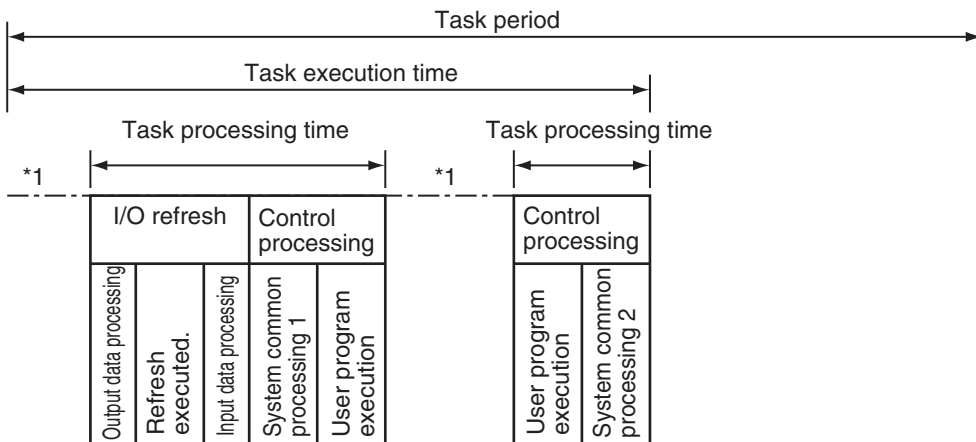 Task period
Task execution time
Task processing time
Task processing time
*1
*1
I/O refresh
Control
processing
Control
processing
Output data processing
Refresh
executed.
Input data processing
System common
processing 1
User program
execution
User program
execution
System common
processing 2